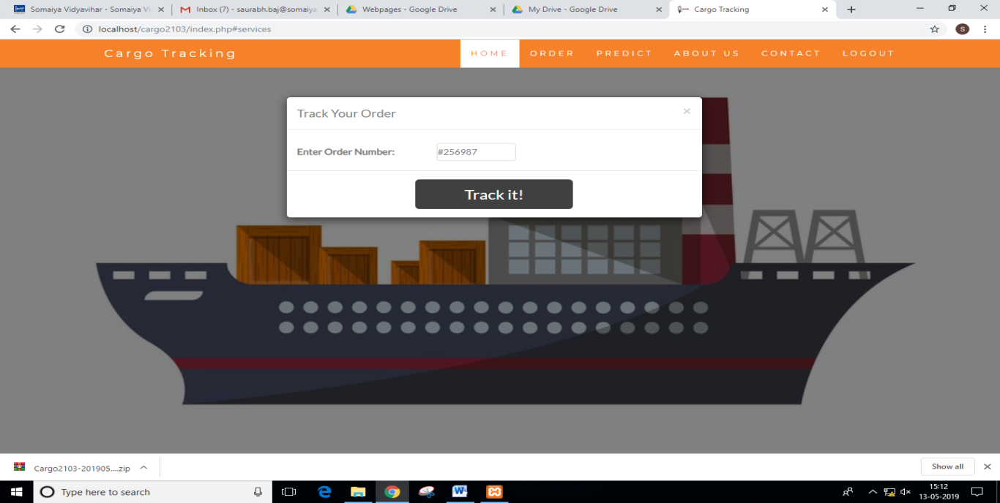 Somaiya Vidyavihar - Somaiya Vi
Inbox (7) - saurabh.baj@somaiya
Webpages - Google Drive
My Drive - Google Drive
Cargo Tracking
localhost/cargo2103/index.php#services
S
Cargo Tracking
HOME
ORDER
PREDICT
ABOUT US
CONTACT
LOGOUT
Track Your Order
Enter Order Number:
#256987
Track it!
Cargo2103-201905....zip
Show all
Type here to search
15:12
13-05-2019